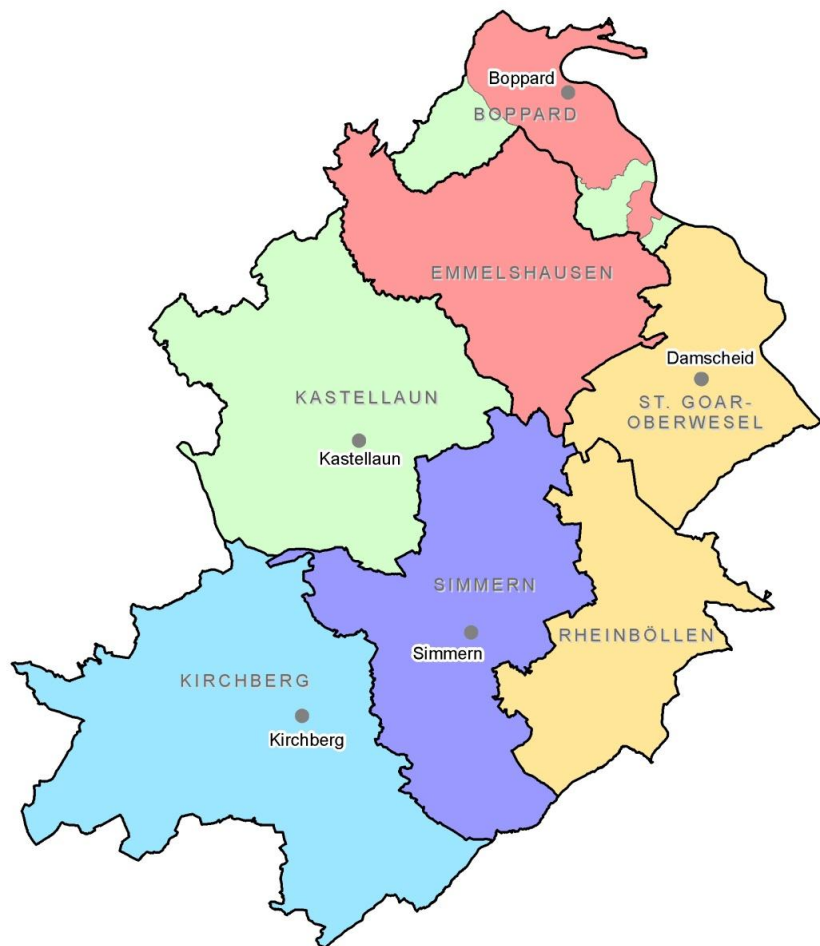 Boppard
BOPPARD
EMMELSHAUSEN
Damscheid
ST. GOAR-
OBERWESEL
KASTELLAUN
Kastellaun
SIMMERN
Simmern
RHEINBÖLLEN
KIRCHBERG
Kirchberg